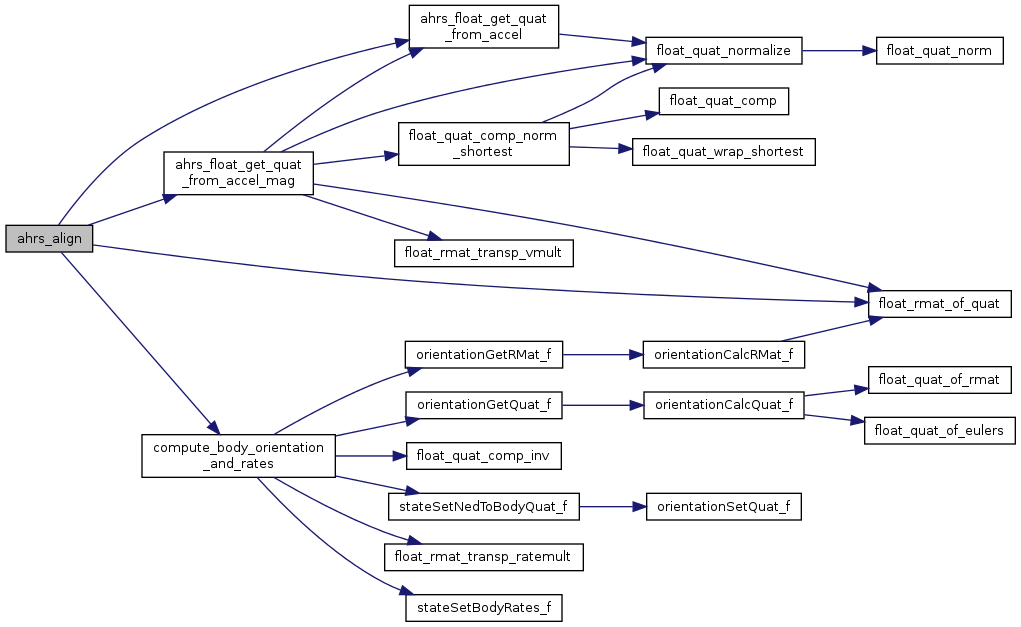 ahrs_float_get_quat
_from_accel
float_quat_normalize
float_quat_norm
float_quat_comp
float_quat_comp_norm
_shortest
float_quat_wrap_shortest
ahrs_float_get_quat
_from_accel_mag
ahrs_align
float_rmat_transp_vmult
float_rmat_of_quat
orientationGetRMat_f
orientationCalcRMat_f
float_quat_of_rmat
orientationGetQuat_f
orientationCalcQuat_f
float_quat_of_eulers
compute_body_orientation
_and_rates
float_quat_comp_inv
stateSetNedToBodyQuat_f
orientationSetQuat_f
float_rmat_transp_ratemult
stateSetBodyRates_f